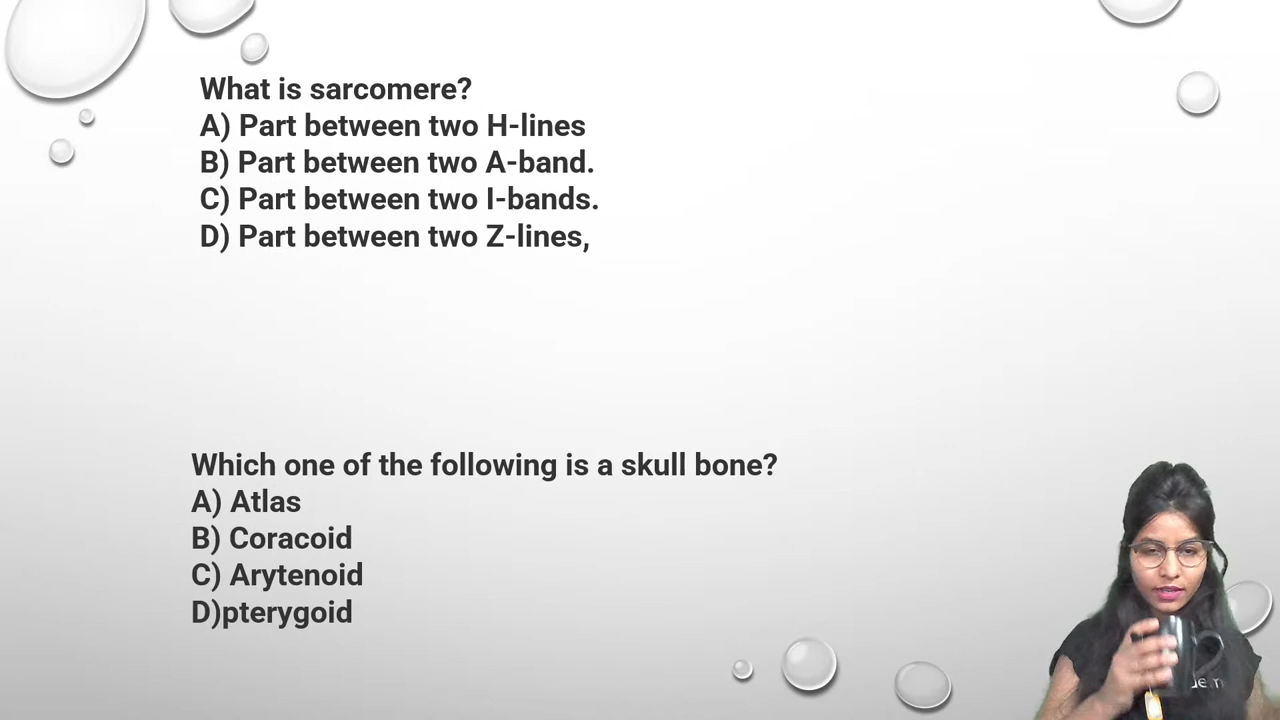 What is sarcomere?
A) Part between two H-lines
B) Part between two A-band.
C) Part between two I-bands.
D) Part between two Z-lines,
Which one of the following is a skull bone?
A) Atlas
B) Coracoid
C) Arytenoid
D)pterygoid